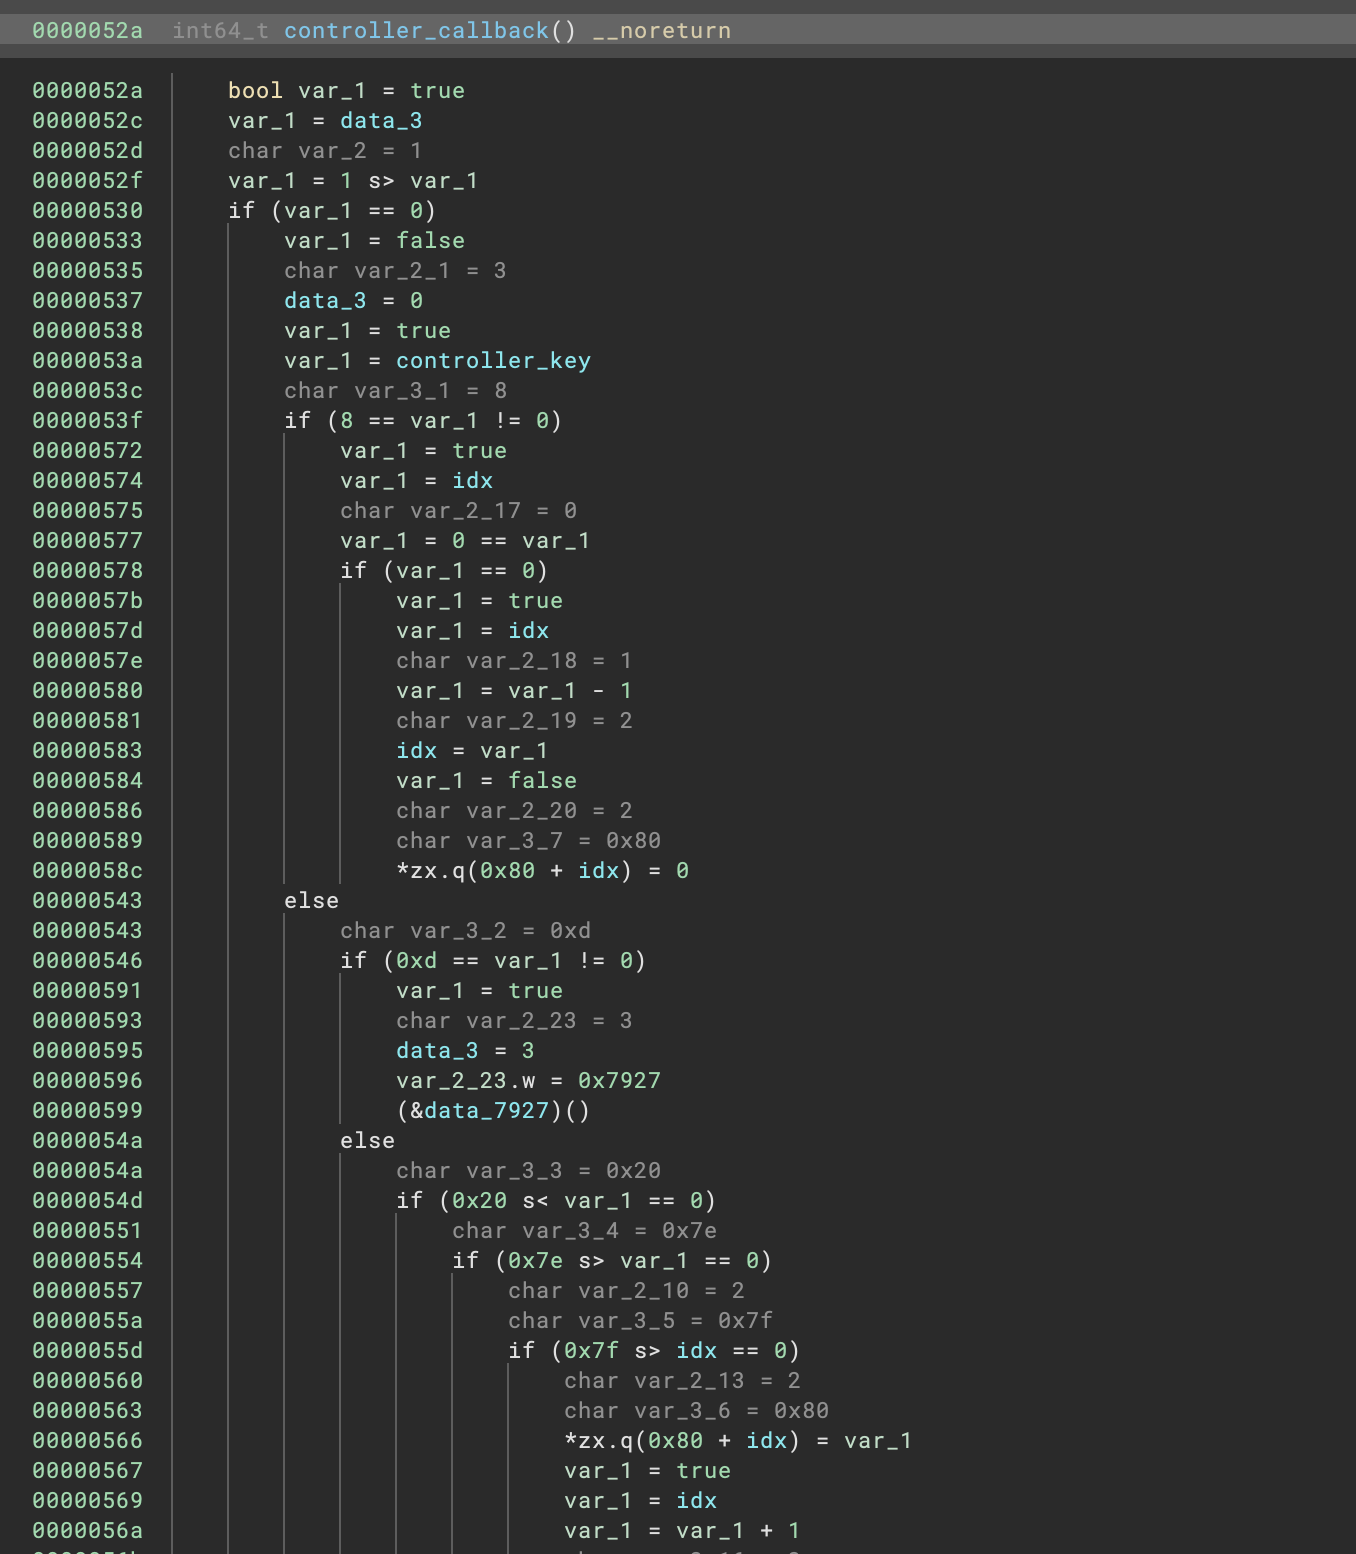 0000052a int64_t controller_callback() __noreturn
0000052a bool var_1 = true
0000052c var_1 = data_3
0000052d char var_2 = 1
0000052f var_1 = 1 s> var_1
00000530 if (var_1 == 0)
00000533 var_1 = false
00000535 char var_2_1 = 3
00000537 data_3 = 0
00000538 var_1 = true
0000053a var_1 = controller_key
0000053c char var_3_1 = 8
0000053f if (8 == var_1 != 0)
00000572 var_1 = true
00000574 var_1 = idx
00000575 char var_2_17 = 0
00000577 var_1 = 0 == var_1
00000578 if (var_1 == 0)
0000057b var_1 = true
0000057d var_1 = idx
0000057e char var_2_18 = 1
00000580 var_1 = var_1 - 1
00000581 char var_2_19 = 2
00000583 idx = var_1
00000584 var_1 = false
00000586 char var_2_20 = 2
00000589 char var_3_7 = 0x80
0000058c *zx.q(0x80 + idx) = 0
00000543 else
00000543 char var_3_2 = 0xd
00000546 if (0xd == var_1 != 0)
00000591 var_1 = true
00000593 char var_2_23 = 3
00000595 data_3 = 3
00000596 var_2_23.w = 0x7927
00000599 (&data_7927)()
0000054a else
0000054a char var_3_3 = 0x20
0000054d if (0x20 s< var_1 == 0)
00000551 char var_3_4 = 0x7e
00000554 if (0x7e s> var_1 == 0)
00000557 char var_2_10 = 2
0000055a char var_3_5 = 0x7f
0000055d if (0x7f s> idx == 0)
00000560 char var_2_13 = 2
00000563 char var_3_6 = 0x80
00000566 *zx.q(0x80 + idx) = var_1
00000567 var_1 = true
00000569 var_1 = idx
0000056a var_1 = var_1 + 1